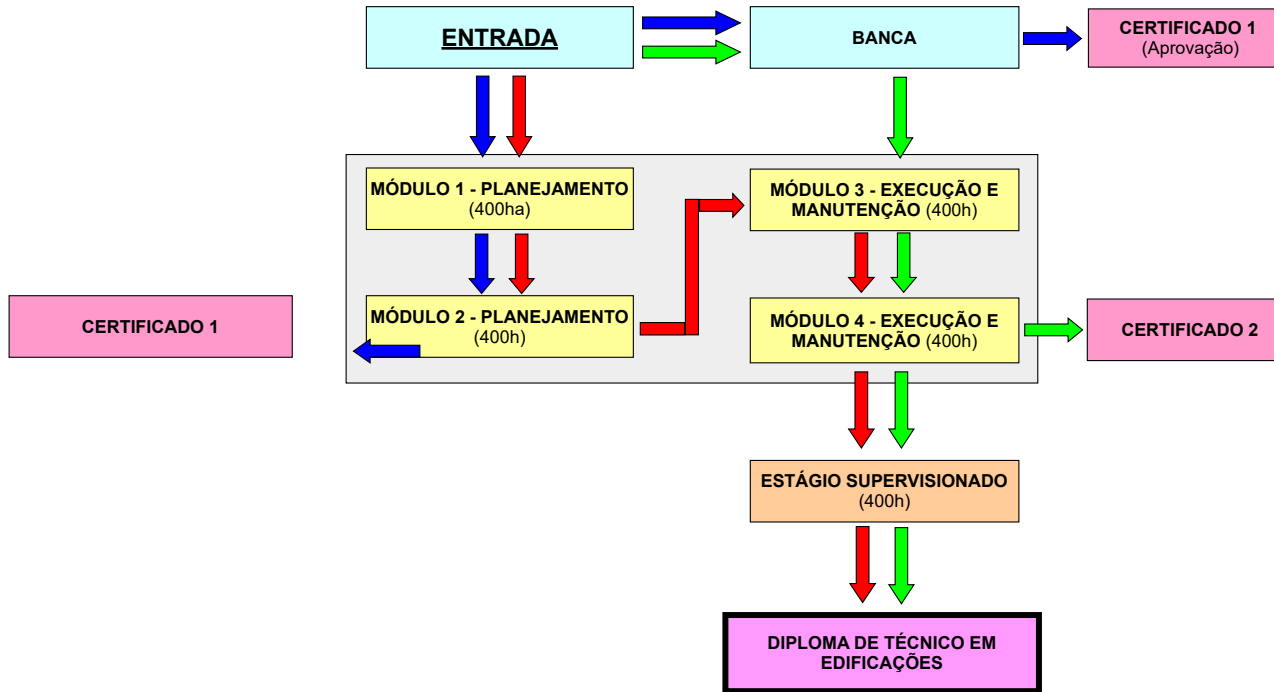 ENTRADA
BANCA
CERTIFICADO 1
(Aprovação)
MÓDULO 1 - PLANEJAMENTO
(400ha)
MÓDULO 3 - EXECUÇÃO E
MANUTENÇÃO (400h)
CERTIFICADO 1
MÓDULO 2 - PLANEJAMENTO
(400h)
MÓDULO 4 - EXECUÇÃO E
MANUTENÇÃO (400h)
CERTIFICADO 2
ESTÁGIO SUPERVISIONADO
(400h)
DIPLOMA DE TÉCNICO EM
EDIFICAÇÕES